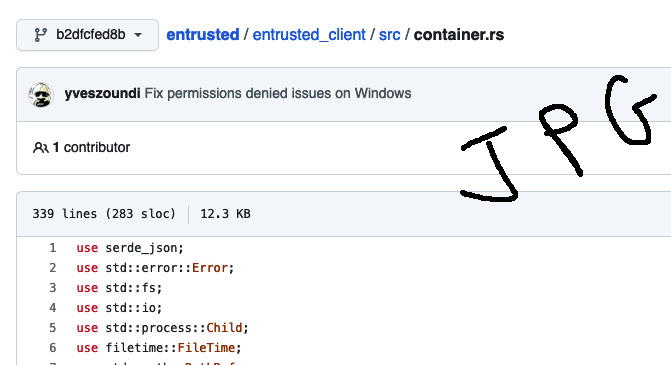 b2dfcfed8b entrusted / entrusted_client / src / container.rs
yveszoundi Fix permissions denied issues on Windows
1 contributor
JPG
339 lines (283 sloc) 12.3 KB
1 use serde_json;
2 use std::error::Error;
3 use std::fs;
4 use std::io;
5 use std::process::Child;
6 use filetime::FileTime;